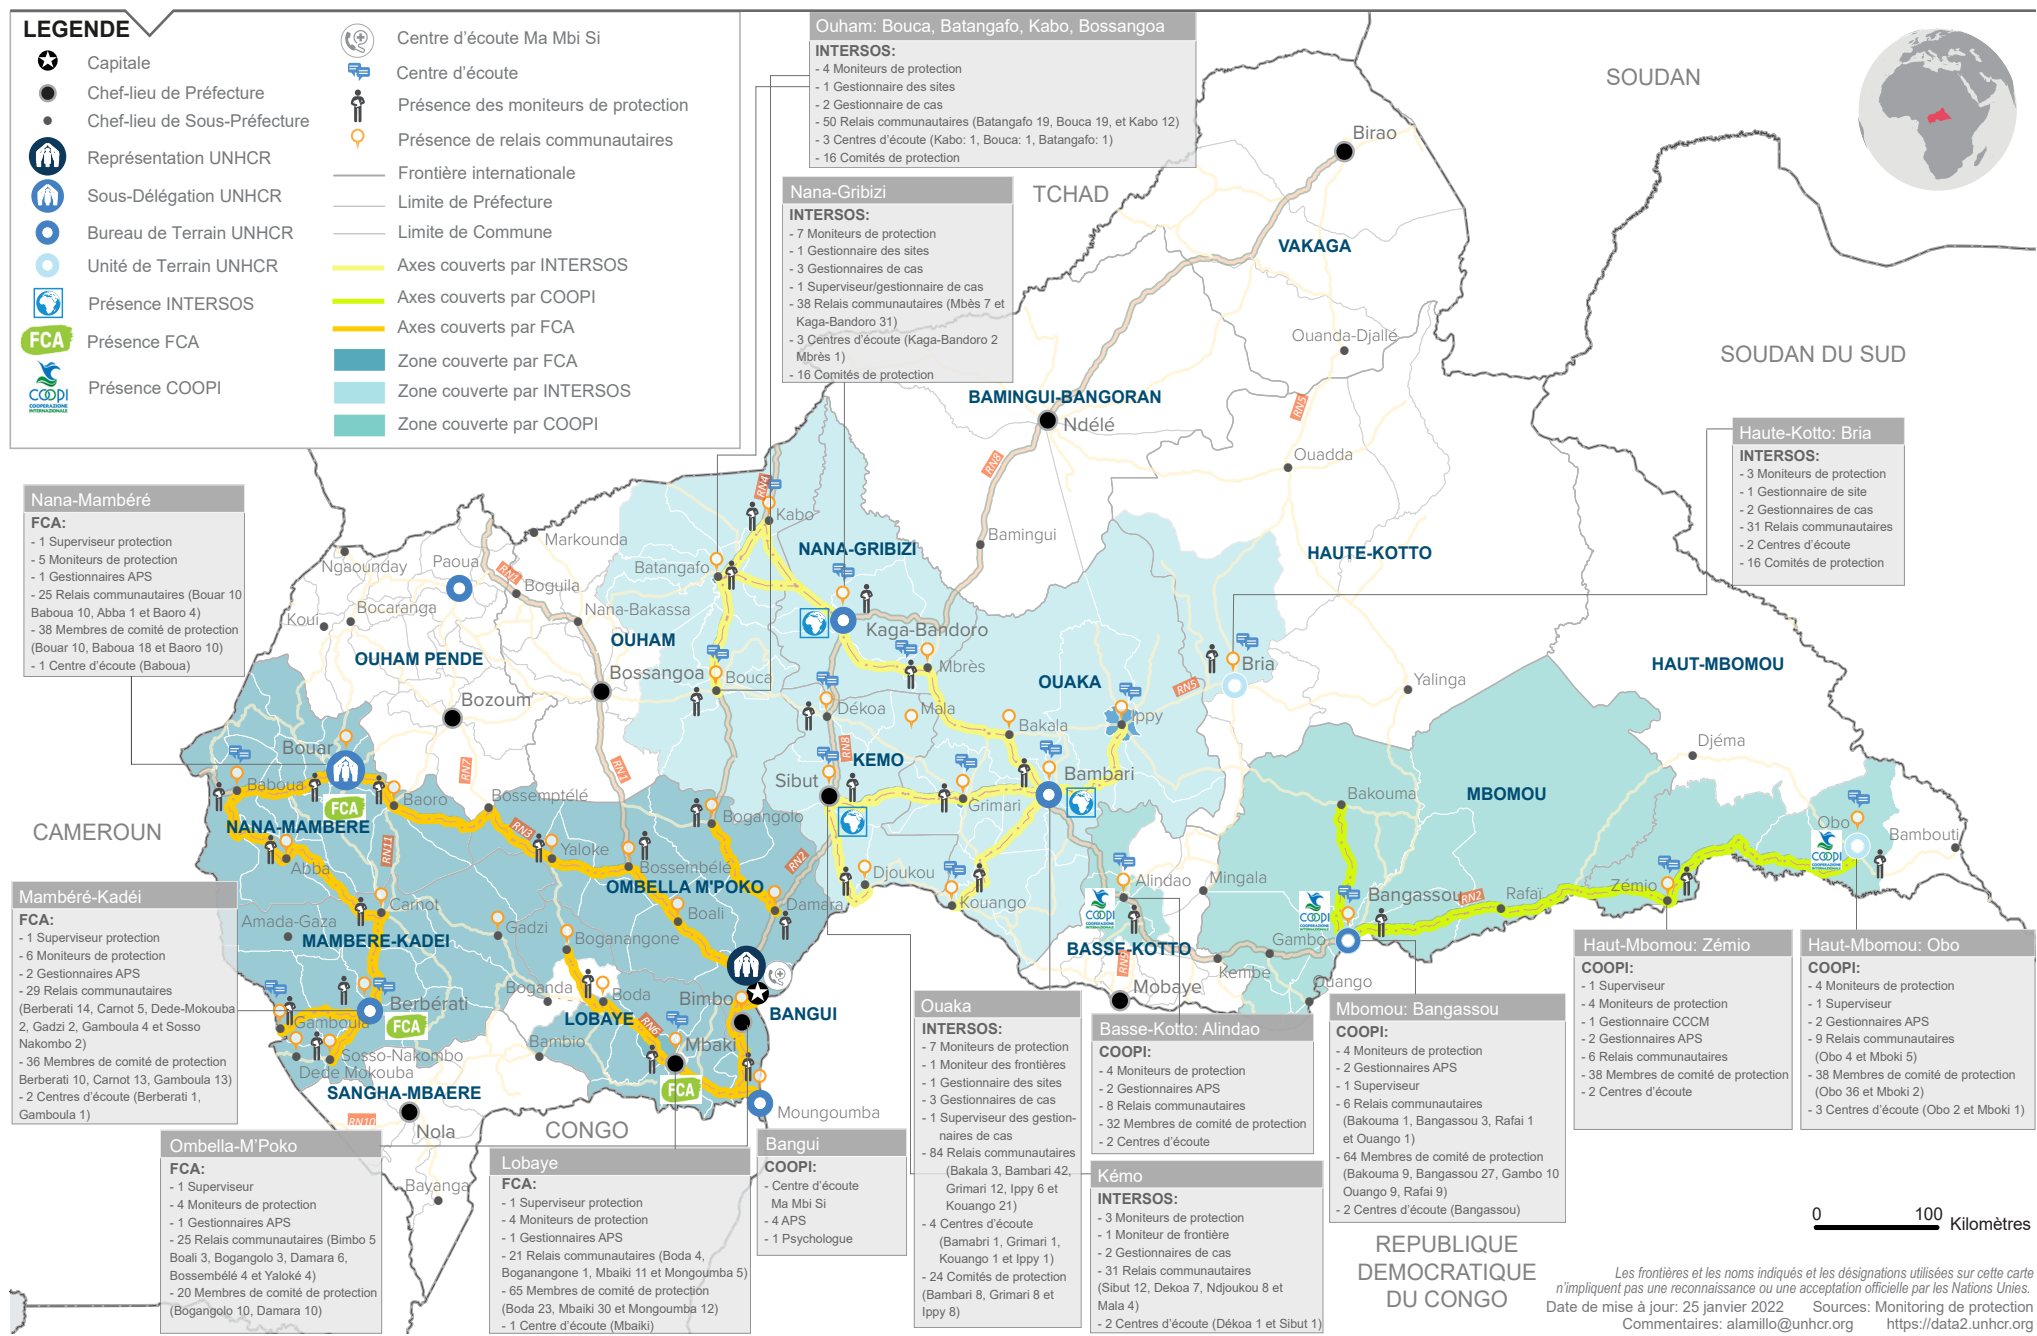 LEGENDE
Capitale
Chef-lieu de Préfecture
Chef-lieu de Sous-Préfecture
Représentation UNHCR
Sous-Délégation UNHCR
Bureau de Terrain UNHCR
Unité de Terrain UNHCR
Présence INTERSOS
FCA
Présence FCA
COOPI
COOPERAZIONE
INTERNAZIONALE
Présence COOPI
Centre d'écoute Ma Mbi Si
Centre d'écoute
Présence des moniteurs de protection
Présence de relais communautaires
Frontière internationale
Limite de Préfecture
Limite de Commune
Axes couverts par INTERSOS
Axes couverts par COOPI
Axes couverts par FCA
Zone couverte par FCA
Zone couverte par INTERSOS
Zone couverte par COOPI
Ouham: Bouca, Batangafo, Kabo, Bossangoa
INTERSOS:
- 4 Moniteurs de protection
- 1 Gestionnaire des sites
- 2 Gestionnaire de cas
- 50 Relais communautaires (Batangafo 19, Bouca 19, et Kabo 12)
- 3 Centres d'écoute (Kabo: 1, Bouca: 1, Batangafo: 1)
- 16 Comités de protection
Nana-Gribizi
INTERSOS:
- 7 Moniteurs de protection
- 1 Gestionnaire des sites
- 3 Gestionnaires de cas
- 1 Superviseur/gestionnaire de cas
- 38 Relais communautaires (Mbès 7 et
Kaga-Bandoro 31)
- 3 Centres d'écoute (Kaga-Bandoro 2
Mbrès 1)
- 16 Comités de protection
Haute-Kotto: Bria
INTERSOS:
- 3 Moniteurs de protection
- 1 Gestionnaire de site
- 2 Gestionnaires de cas
- 31 Relais communautaires
- 2 Centres d'écoute
- 16 Comités de protection
Nana-Mambéré
FCA:
- 1 Superviseur protection
- 5 Moniteurs de protection
- 1 Gestionnaires APS
- 25 Relais communautaires (Bouar 10
Baboua 10, Abba 1 et Baoro 4)
- 38 Membres de comité de protection
(Bouar 10, Baboua 18 et Baoro 10)
- 1 Centre d'écoute (Baboua)
Mambéré-Kadéi
FCA:
- 1 Superviseur protection
- 6 Moniteurs de protection
- 2 Gestionnaires APS
- 29 Relais communautaires
(Berberati 14, Carnot 5, Dede-Mokouba
2, Gadzi 2, Gamboula 4 et Sosso
Nakombo 2)
- 36 Membres de comité de protection
Berberati 10, Carnot 13, Gamboula 13)
- 2 Centres d'écoute (Berberati 1,
Gamboula 1)
Ombella-M'Poko
FCA:
- 1 Superviseur
- 4 Moniteurs de protection
- 1 Gestionnaires APS
- 25 Relais communautaires (Bimbo 5
Boali 3, Bogangolo 3, Damara 6,
Bossembélé 4 et Yaloké 4)
- 20 Membres de comité de protection
(Bogangolo 10, Damara 10)
Lobaye
FCA:
- 1 Superviseur protection
- 4 Moniteurs de protection
- 1 Gestionnaires APS
- 21 Relais communautaires (Boda 4,
Boganangone 1, Mbaiki 11 et Mongoumba 5)
- 65 Membres de comité de protection
(Boda 23, Mbaiki 30 et Mongoumba 12)
- 1 Centre d'écoute (Mbaiki)
Bangui
COOPI:
- Centre d'écoute
Ma Mbi Si
- 4 APS
- 1 Psychologue
Ouaka
INTERSOS:
- 7 Moniteurs de protection
- 1 Moniteur des frontières
- 1 Gestionnaire des sites
- 3 Gestionnaires de cas
- 1 Superviseur des gestion-
naires de cas
- 84 Relais communautaires
(Bakala 3, Bambari 42,
Grimari 12, Ippy 6 et
Kouango 21)
- 4 Centres d'écoute
(Bamabri 1, Grimari 1,
Kouango 1 et Ippy 1)
- 24 Comités de protection
(Bambari 8, Grimari 8 et
Ippy 8)
Basse-Kotto: Alindao
COOPI:
- 4 Moniteurs de protection
- 2 Gestionnaires APS
- 8 Relais communautaires
- 32 Membres de comité de protection
- 2 Centres d'écoute
Kémo
INTERSOS:
- 3 Moniteurs de protection
- 1 Moniteur de frontière
- 2 Gestionnaires de cas
- 31 Relais communautaires
(Sibut 12, Dekoa 7, Ndjoukou 8 et
Mala 4)
- 2 Centres d'écoute (Dékoa 1 et Sibut 1)
Mbomou: Bangassou
COOPI:
- 4 Moniteurs de protection
- 2 Gestionnaires APS
- 1 Superviseur
- 6 Relais communautaires
(Bakouma 1, Bangassou 3, Rafai 1
et Ouango 1)
- 64 Membres de comité de protection
(Bakouma 9, Bangassou 27, Gambo 10
Ouango 9, Rafai 9)
- 2 Centres d'écoute (Bangassou)
Haut-Mbomou: Zémio
COOPI:
- 1 Superviseur
- 4 Moniteurs de protection
- 1 Gestionnaire CCCM
- 2 Gestionnaires APS
- 6 Relais communautaires
- 38 Membres de comité de protection
- 2 Centres d'écoute
Haut-Mbomou: Obo
COOPI:
- 4 Moniteurs de protection
- 1 Superviseur
- 2 Gestionnaires APS
- 9 Relais communautaires
(Obo 4 et Mboki 5)
- 38 Membres de comité de protection
(Obo 36 et Mboki 2)
- 3 Centres d'écoute (Obo 2 et Mboki 1)
SOUDAN
TCHAD
SOUDAN DU SUD
CAMEROUN
CONGO
REPUBLIQUE
DEMOCRATIQUE
DU CONGO
Birao
VAKAGA
Ouanda-Djallé
RN5
BAMINGUI-BANGORAN
Ndélé
RN8
Ouadda
Bamingui
HAUTE-KOTTO
HAUT-MBOMOU
RN4
Kabo
NANA-GRIBIZI
Batangafo
Markounda
Ngaounday
Paoua
RN1
Boguila
Bocaranga
Nana-Bakassa
Koui
OUHAM
OUHAM PENDE
Kaga-Bandoro
Mbrès
Bossangoa
Bouca
Bozoum
Dékoa
Mala
OUAKA
Bakala
Ippy
RN5
Bria
Yalinga
Djéma
Bouar
FCA
Baboua
Baoro
RN7
RN1
RN8
KEMO
Sibut
Bambari
Grimari
Bossemptélé
Bogangolo
MBOMOU
Bakouma
Obo
Bambouti
COOPI
NANA-MAMBERE
RN11
RN3
Yaloke
Abba
Bossembélé
RN2
OMBELLA M'POKO
Djoukou
Kouango
Alindao
Mingala
COOPI
COOPERAZIONE
INTERNAZIONALE
Bangassou
COOPI
COOPERAZIONE
INTERNAZIONALE
RN2
Rafaï
Zémio
Carnot
Amada-Gaza
Gadzi
Boali
Damara
MAMBERE-KADEI
Boganangone
BASSE-KOTTO
Gambo
Kembe
Ouango
Mobaye
Berbérati
FCA
Boganda
Boda
Bimbo
BANGUI
Gamboula
LOBAYE
RN6
Mbaki
FCA
Bambio
Sosso-Nakombo
Dede Mokouba
SANGHA-MBAERE
RN10
Nola
Moungoumba
Bayanga
0 100 Kilomètres
Les frontières et les noms indiqués et les désignations utilisées sur cette carte
n'impliquent pas une reconnaissance ou une acceptation officielle par les Nations Unies.
Date de mise à jour: 25 janvier 2022 Sources: Monitoring de protection
Commentaires: alamillo@unhcr.org https://data2.unhcr.org